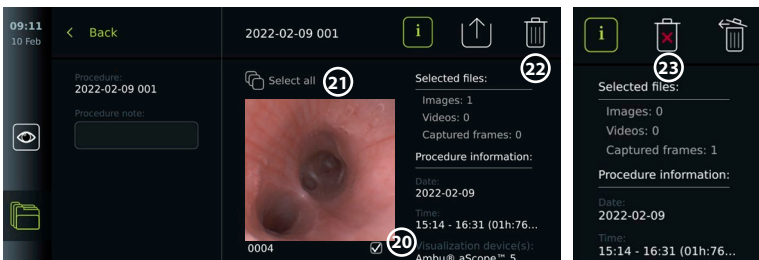 09:11
10 Feb
Back
Procedure:
2022-02-09 001
Procedure note:
2022-02-09 001
i
22
Select all
21
0004
20
Selected files:
Images: 1
Videos: 0
Captured frames: 0
Procedure information:
Date:
2022-02-09
Time:
15:14 - 16:31 (01h:76...
Visualization device(s):
Ambu® aScope™ 5
i
23
Selected files:
Images: 0
Videos: 0
Captured frames: 1
Procedure information:
Date:
2022-02-09
Time:
15:14 - 16:31 (01h:76...